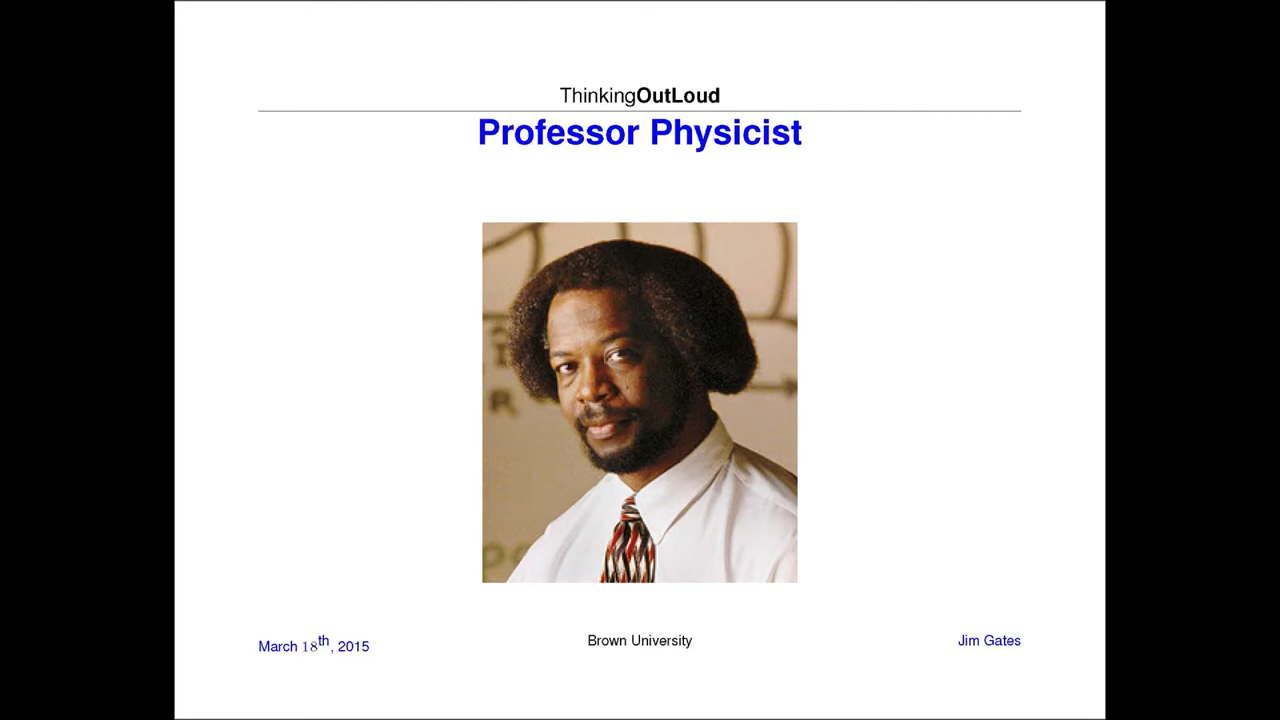 ThinkingOutLoud
Professor Physicist
R
March 18th, 2015
Brown University
Jim Gates